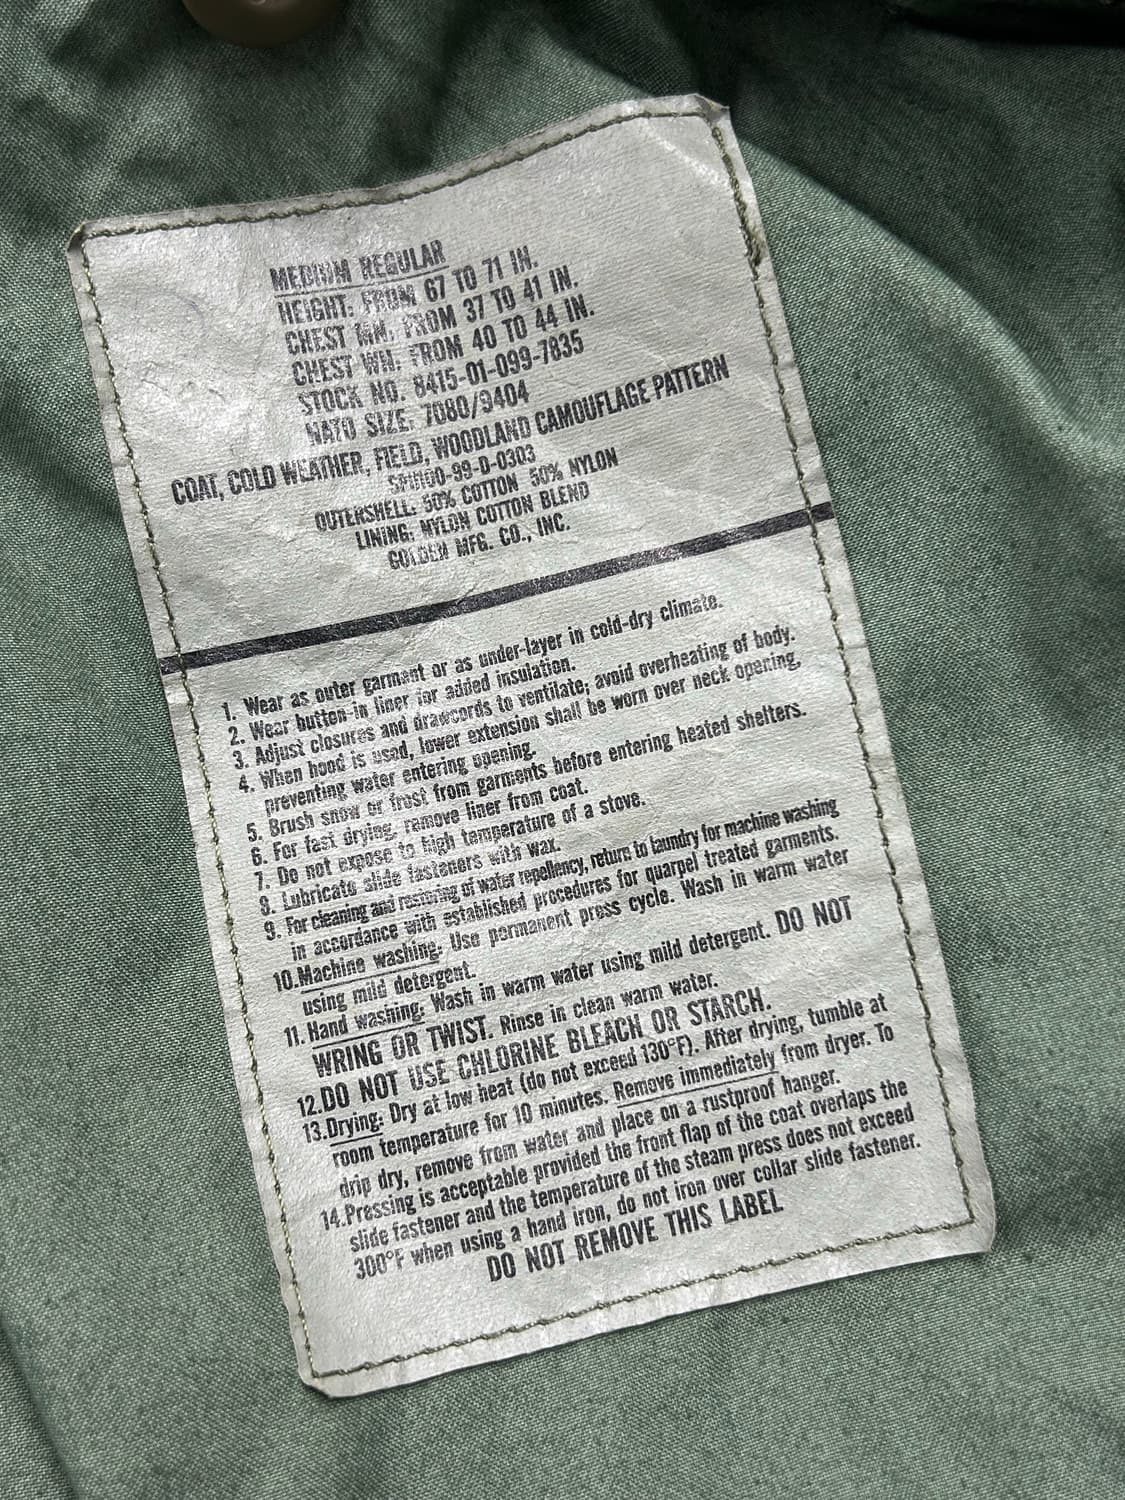 MEDIUM REGULAR
HEIGHT: FROM 67 TO 71 IN.
CHEST MN: FROM 37 TO 41 IN.
CHEST WN: FROM 40 TO 44 IN.
STOCK NO. 8415-01-099-7835
NATO SIZE: 7080/9404
COAT, COLD WEATHER, FIELD, WOODLAND CAMOUFLAGE PATTERN
SP0100-99-D-0303
OUTERSHELL: 50% COTTON 50% NYLON
LINING: NYLON COTTON BLEND
GOLDEN MFG. CO., INC.
1. Wear as outer garment or as under-layer in cold-dry climate.
2. Wear button-in liner for added insulation.
3. Adjust closures and drawcords to ventilate; avoid overheating of body.
4. When hood is used, lower extension shall be worn over neck opening,
preventing water entering opening.
5. Brush snow or frost from garments before entering heated shelters.
6. For fast drying, remove liner from coat.
7. Do not expose to high temperature of a stove.
8. Lubricate slide fasteners with wax.
9. For cleaning and restoring of water repellency, return to laundry for machine washing
in accordance with established procedures for quarpel treated garments.
10.Machine washing: Use permanent press cycle. Wash in warm water
using mild detergent.
11. Hand washing: Wash in warm water using mild detergent. DO NOT
WRING OR TWIST. Rinse in clean warm water.
12.DO NOT USE CHLORINE BLEACH OR STARCH.
13.Drying: Dry at low heat (do not exceed 130°F). After drying, tumble at
room temperature for 10 minutes. Remove immediately from dryer. To
drip dry, remove from water and place on a rustproof hanger.
14.Pressing is acceptable provided the front flap of the coat overlaps the
slide fastener and the temperature of the steam press does not exceed
300°F when using a hand iron, do not iron over collar slide fastener.
DO NOT REMOVE THIS LABEL